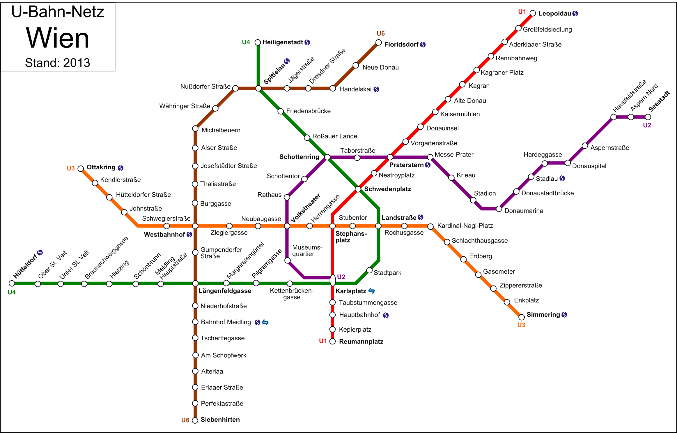 U-Bahn-Netz
Wien
Stand: 2013
U1
Leopoldau
Großfeldsiedlung
Aderklaaer Straße
Rennbahnweg
Kagraner Platz
Kagran
Alte Donau
Kaisermühlen
Donauinsel
Vorgartenstraße
U4
Heiligenstadt
U6
Floridsdorf
Spittelau
Jägerstraße
Dresdner Straße
Neue Donau
Handelskai
Nußdorfer Straße
Währinger Straße
Michelbeuern
Alser Straße
Josefstädter Straße
Thaliastraße
Burggasse
Friedensbrücke
Roßauer Lände
Schottenring
Taborstraße
Praterstern
Messe-Prater
Krieau
Stadion
Donaumarina
Donaustadtbrücke
Stadlau
Hardeggasse
Donauspital
Aspernstraße
Hausfeldstraße
Aspern Nord
Seestadt
U2
Nestroyplatz
Schwedenplatz
Schottentor
Rathaus
Volkstheater
Herrengasse
U3
Ottakring
Kendlerstraße
Hütteldorfer Straße
Johnstraße
Schweglerstraße
Westbahnhof
Zieglergasse
Neubaugasse
Stephans-
platz
Stubentor
Landstraße
Rochusgasse
Kardinal-Nagl-Platz
Schlachthausgasse
Erdberg
Gasometer
Zippererstraße
Enkplatz
Simmering
U3
Gumpendorfer
Straße
Museums-
quartier
Stadtpark
U2
Karlsplatz
Hütteldorf
U4
Ober St. Veit
Unter St. Veit
Braunschweiggasse
Hietzing
Schönbrunn
Meidling
Hauptstraße
Längenfeldgasse
Margaretengürtel
Pilgramgasse
Kettenbrücken-
gasse
Taubstummengasse
Hauptbahnhof
Keplerplatz
U1
Reumannplatz
Niederhofstraße
Bahnhof Meidling
Tscherttegasse
Am Schöpfwerk
Alterlaa
Erlaaer Straße
Perfektastraße
U6
Siebenhirten